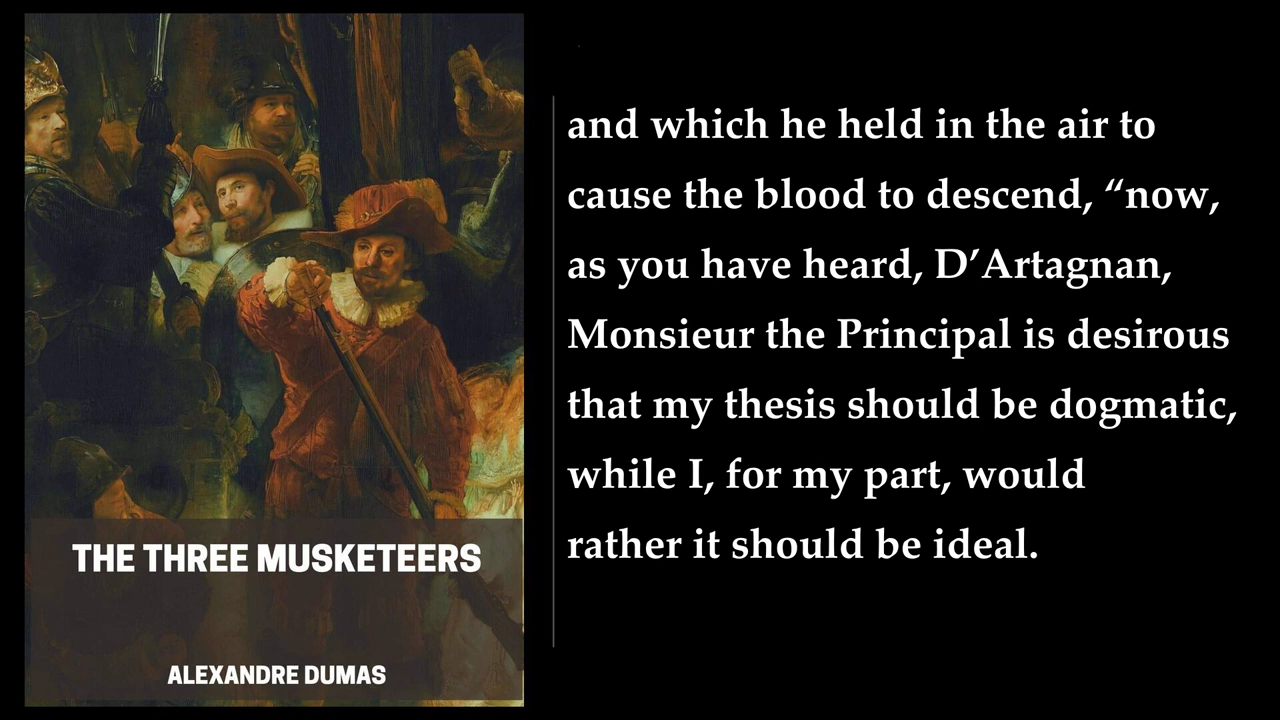 THE THREE MUSKETEERS
ALEXANDRE DUMAS
and which he held in the air to
cause the blood to descend, “now,
as you have heard, D’Artagnan,
Monsieur the Principal is desirous
that my thesis should be dogmatic,
while I, for my part, would
rather it should be ideal.